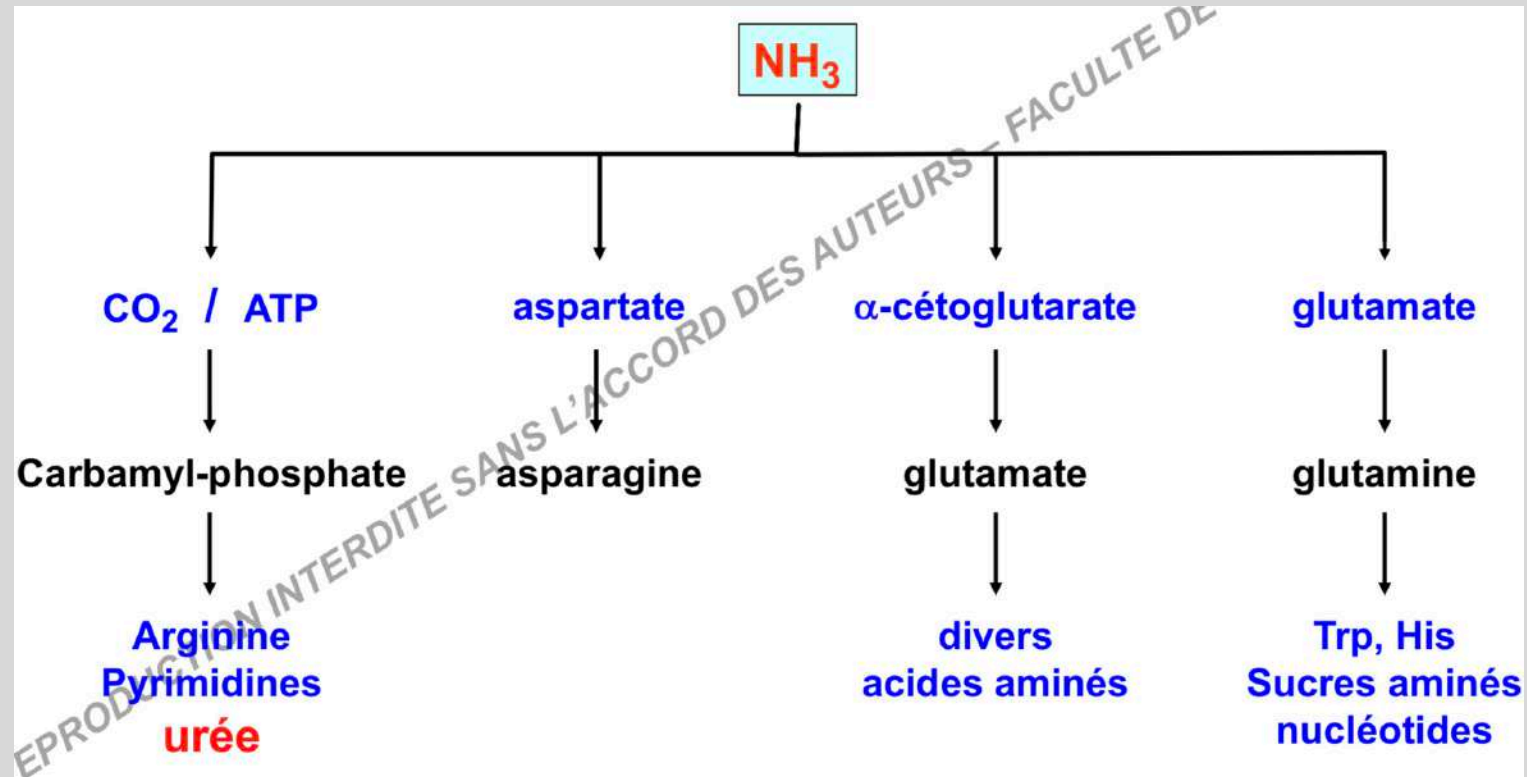 NH₃
CO₂ / ATP
aspartate
α-cétoglutarate
glutamate
Carbamyl-phosphate
asparagine
glutamate
glutamine
Arginine
Pyrimidines
urée
divers
acides aminés
Trp, His
Sucres aminés
nucléotides
EPRODUCTION INTERDITE SANS L'ACCORD DES AUTEURS – FACULTE DE